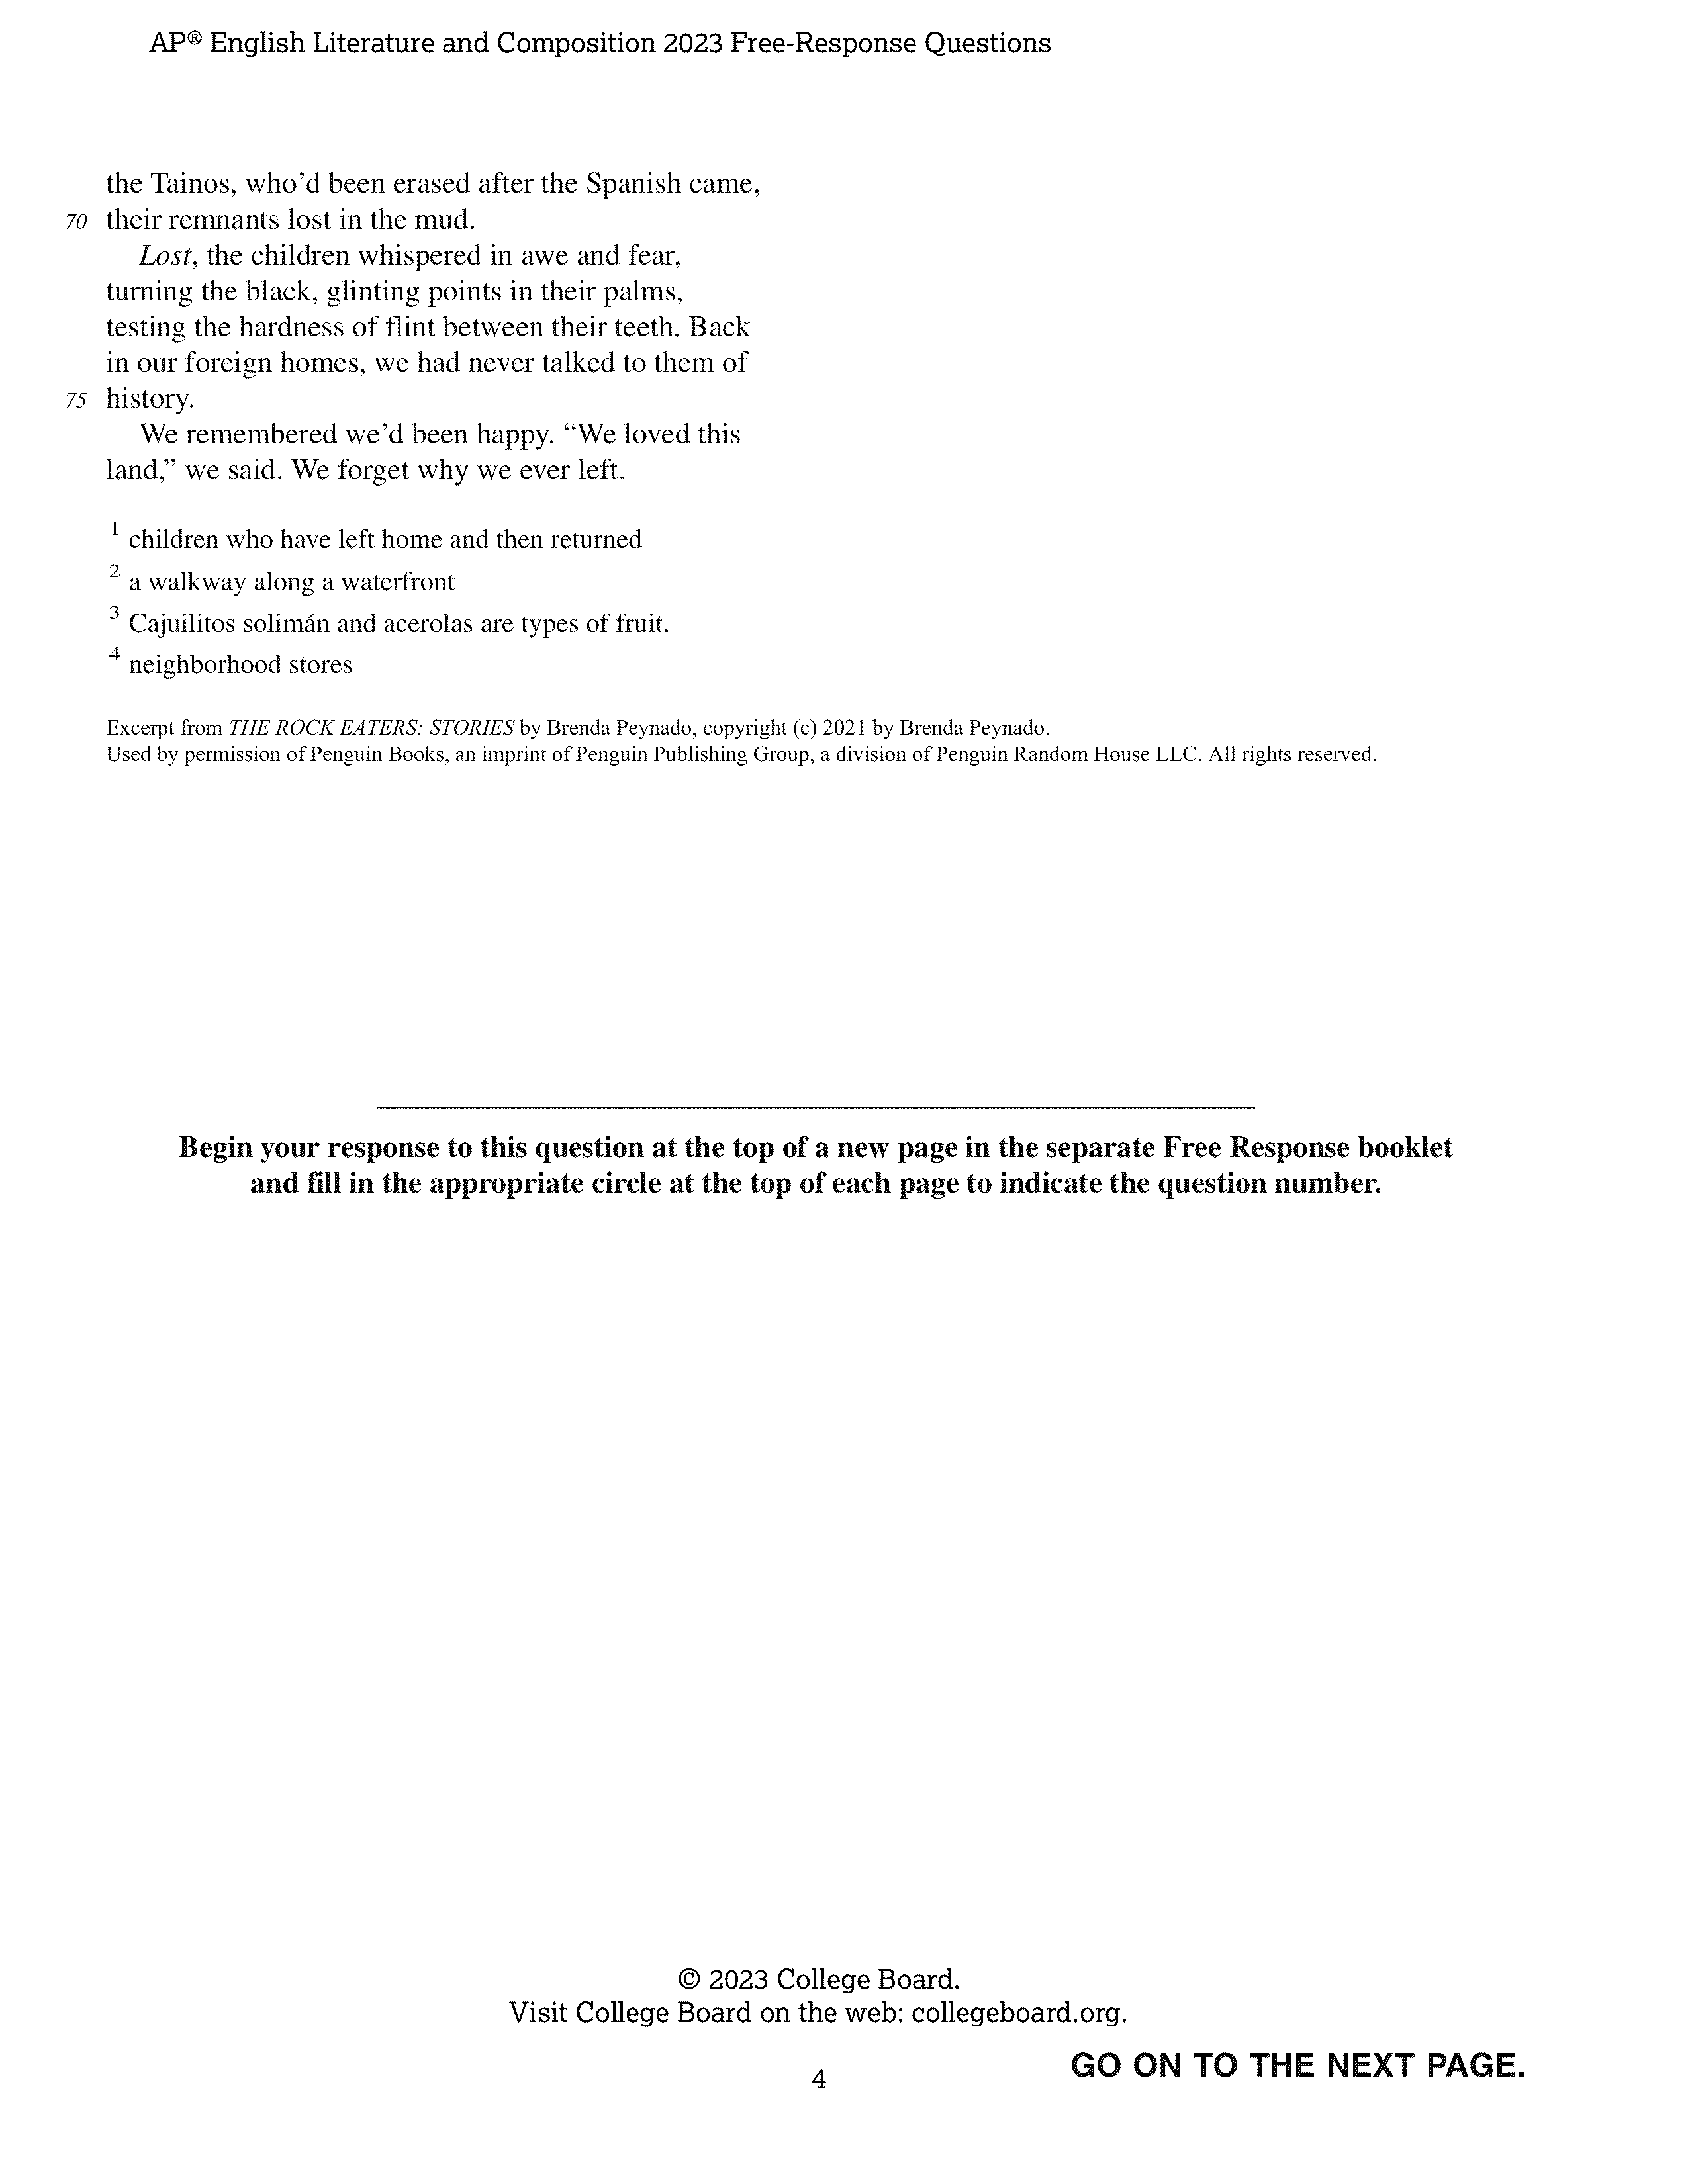 AP® English Literature and Composition 2023 Free-Response Questions
the Tainos, who’d been erased after the Spanish came,
70 their remnants lost in the mud.
Lost, the children whispered in awe and fear,
turning the black, glinting points in their palms,
testing the hardness of flint between their teeth. Back
in our foreign homes, we had never talked to them of
75 history.
We remembered we’d been happy. “We loved this
land,” we said. We forget why we ever left.
1 children who have left home and then returned
2 a walkway along a waterfront
3 Cajuilitos solimán and acerolas are types of fruit.
4 neighborhood stores
Excerpt from THE ROCK EATERS: STORIES by Brenda Peynado, copyright (c) 2021 by Brenda Peynado.
Used by permission of Penguin Books, an imprint of Penguin Publishing Group, a division of Penguin Random House LLC. All rights reserved.
Begin your response to this question at the top of a new page in the separate Free Response booklet
and fill in the appropriate circle at the top of each page to indicate the question number.
© 2023 College Board.
Visit College Board on the web: collegeboard.org.
GO ON TO THE NEXT PAGE.
4